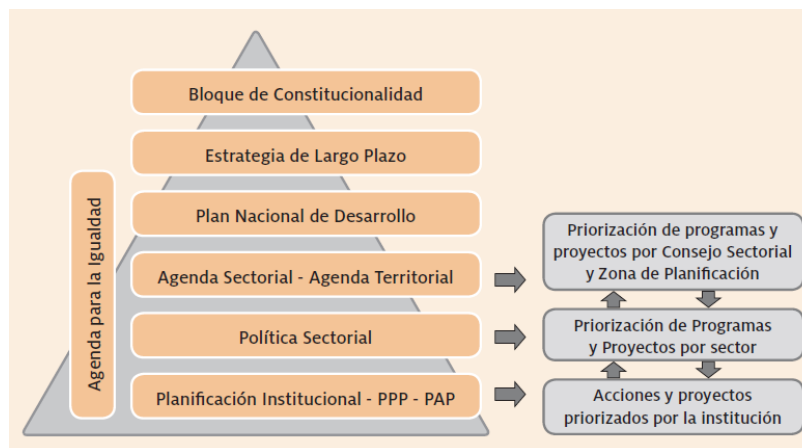 Bloque de Constitucionalidad
Estrategia de Largo Plazo
Plan Nacional de Desarrollo
Agenda Sectorial - Agenda Territorial
Política Sectorial
Planificación Institucional - PPP - PAP
Agenda para la Igualdad
Priorización de programas y
proyectos por Consejo Sectorial
y Zona de Planificación
Priorización de Programas
y Proyectos por sector
Acciones y proyectos
priorizados por la institución